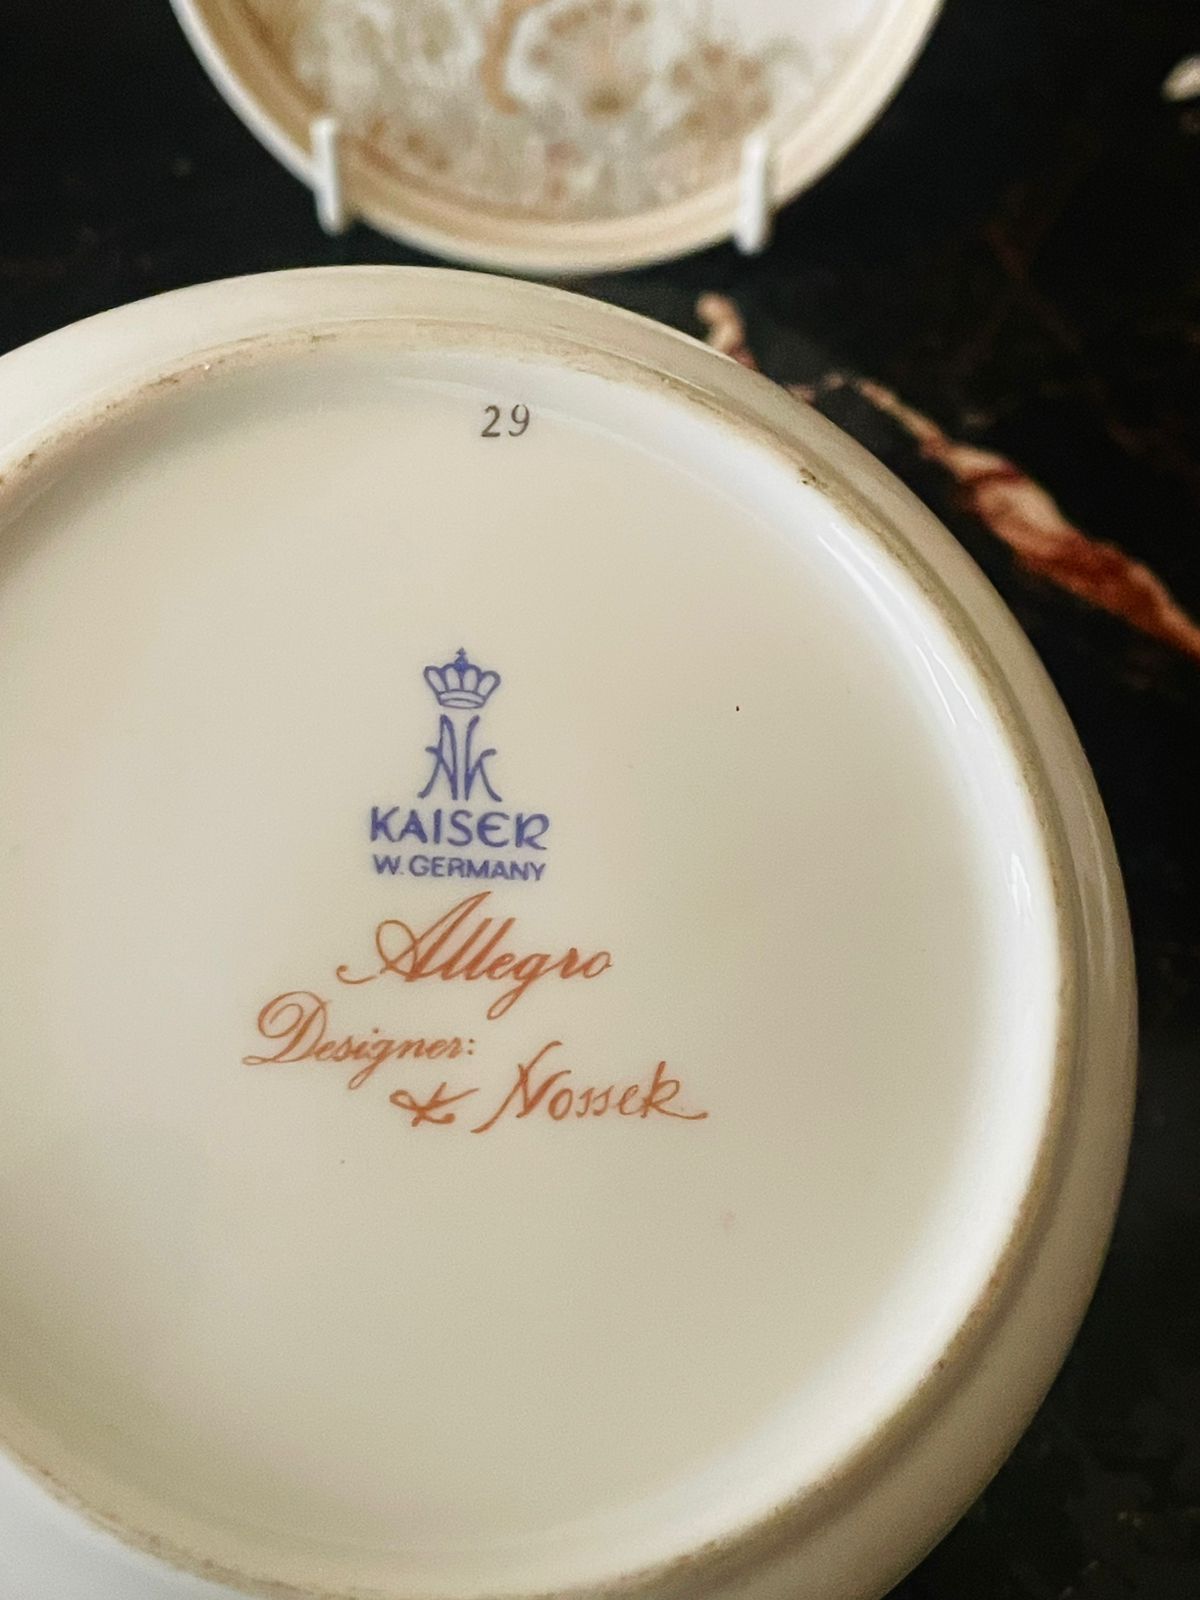 29
AK
KAISER
W. GERMANY
Allegro
Designer:
K Nossek